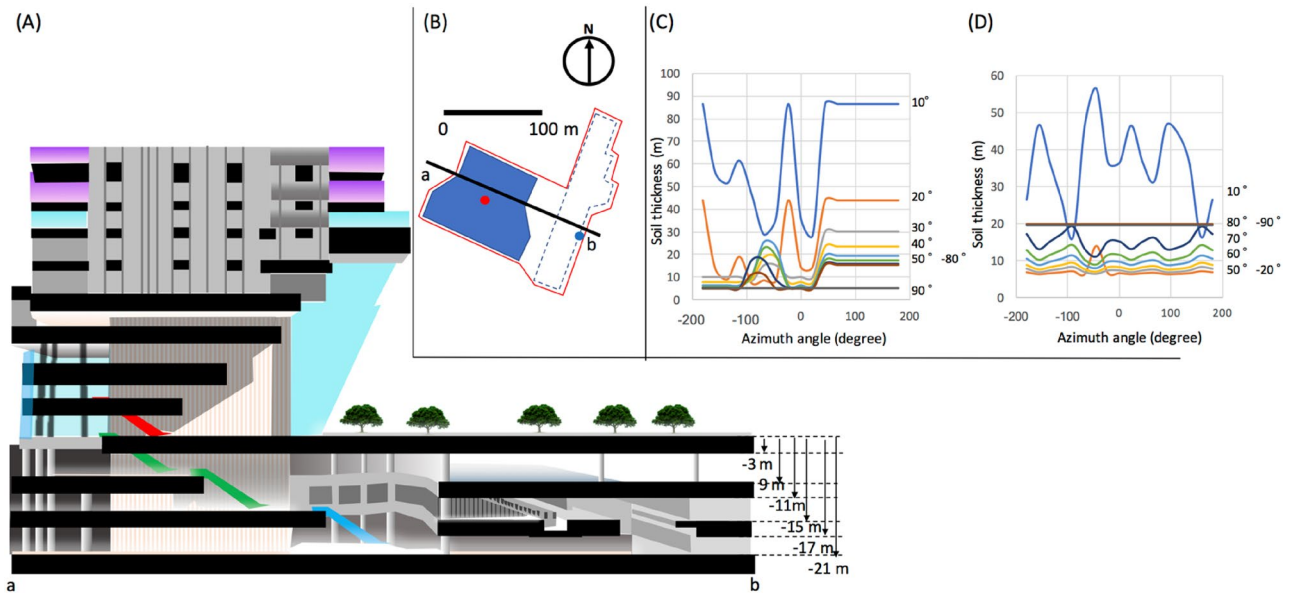 (A)
(B)
N
0 100 m
a
b
(C)
100
90
80
70
60
50
40
30
20
10
0
-200 -100 0 100 200
Soil thickness (m)
Azimuth angle (degree)
10°
20°
30°
40°
50° -80°
90°
(D)
60
50
40
30
20
10
0
-200 -100 0 100 200
Soil thickness (m)
Azimuth angle (degree)
10°
80° -90°
70°
60°
50° -20°
-3 m
9 m
-11m
-15 m
-17 m
-21 m
a b